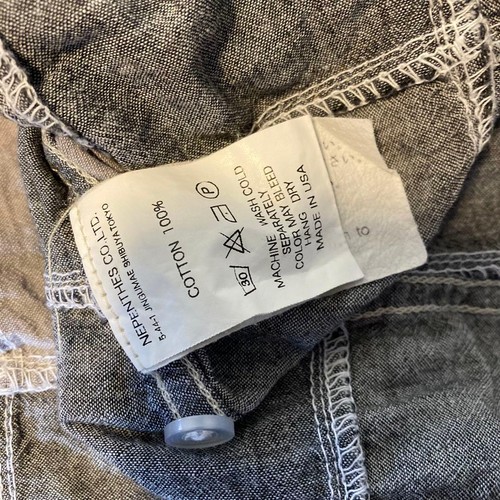 NEPENTHES CO.,LTD.
5-44-1 JINGUMAE SHIBUYA TOKYO
COTTON 100%
30 P
MACHINE WASH COLD
SEPARATELY
COLOR MAY BLEED
HANG DRY
MADE IN USA